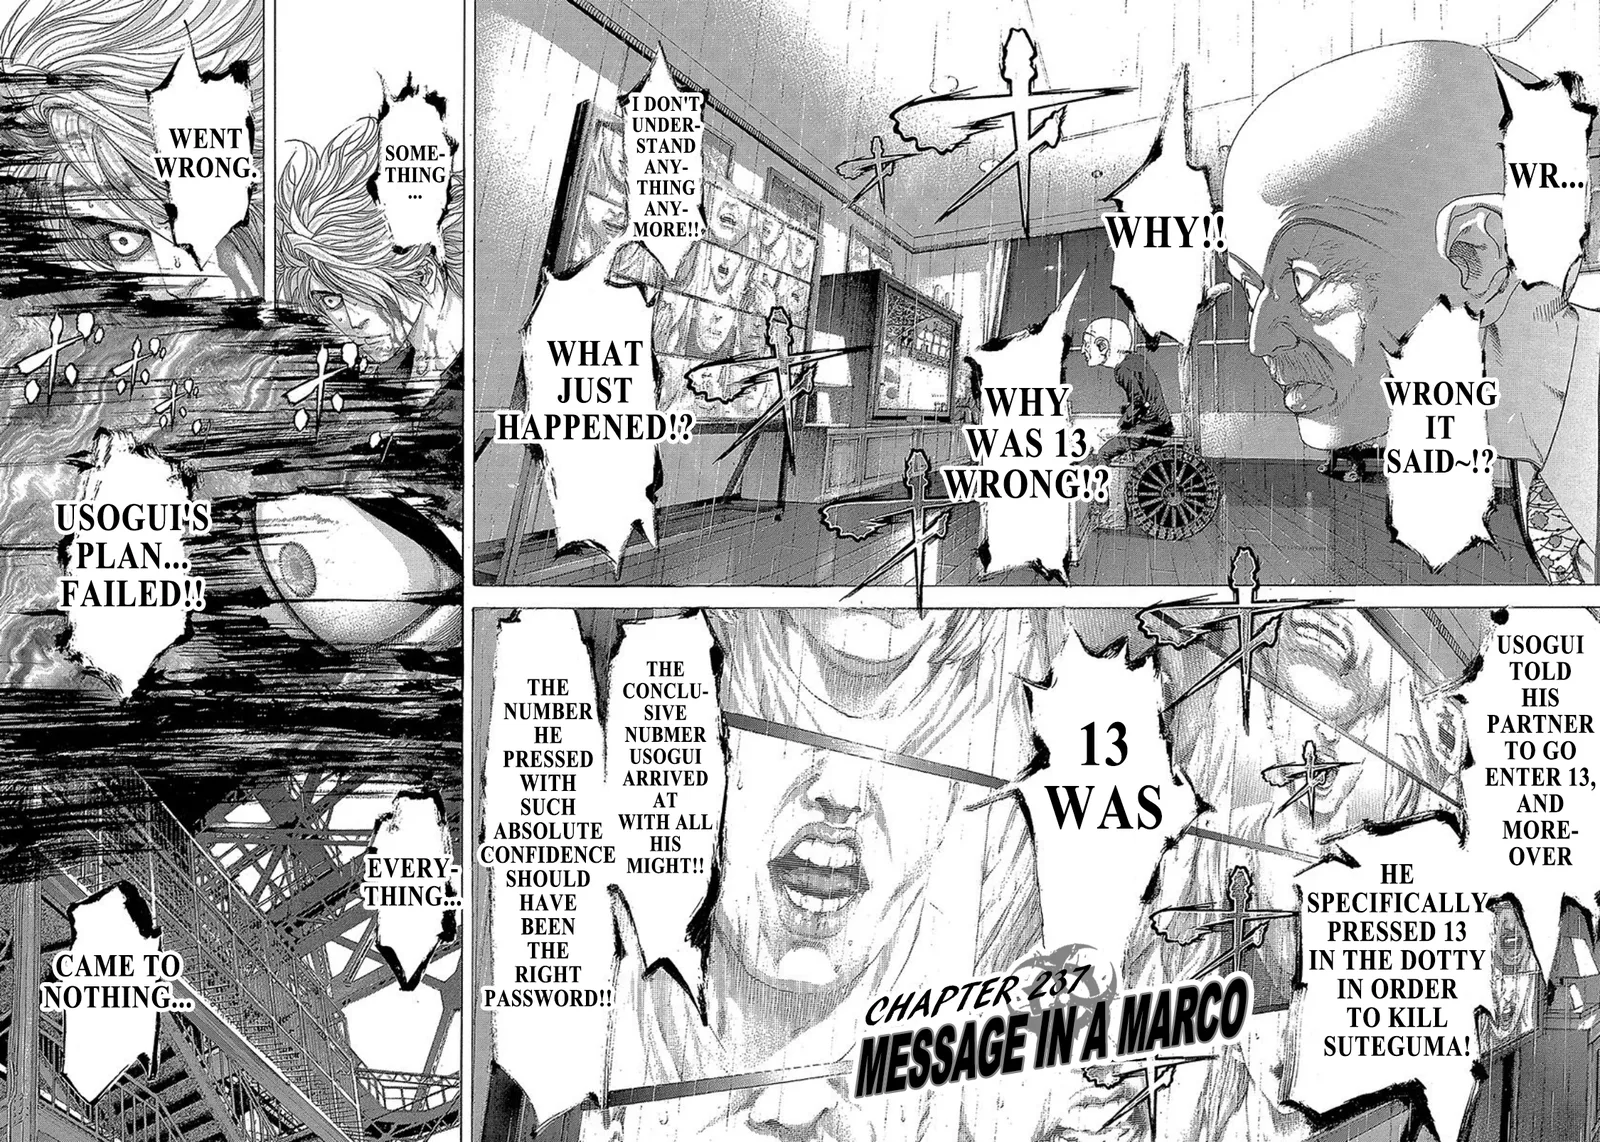 WR...
WRONG
IT
SAID~!?
WHY!!
WHY
WAS 13
WRONG!?
I DON'T
UNDER-
STAND
ANY-
THING
ANY-
MORE!!
WHAT
JUST
HAPPENED!?
USOGUI
TOLD
HIS
PARTNER
TO GO
ENTER 13,
AND
MORE-
OVER
HE
SPECIFICALLY
PRESSED 13
IN THE DOTTY
IN ORDER
TO KILL
SUTEGUMA!
13
WAS
THE
CONCLU-
SIVE
NUBMER
USOGUI
ARRIVED
AT
WITH ALL
HIS
MIGHT!!
THE
NUMBER
HE
PRESSED
WITH
SUCH
ABSOLUTE
CONFIDENCE
SHOULD
HAVE
BEEN
THE
RIGHT
PASSWORD!!
CHAPTER 237
MESSAGE IN A MARCO
SOME-
THING
...
WENT
WRONG.
USOGUI'S
PLAN...
FAILED!!
EVERY-
THING...
CAME TO
NOTHING...